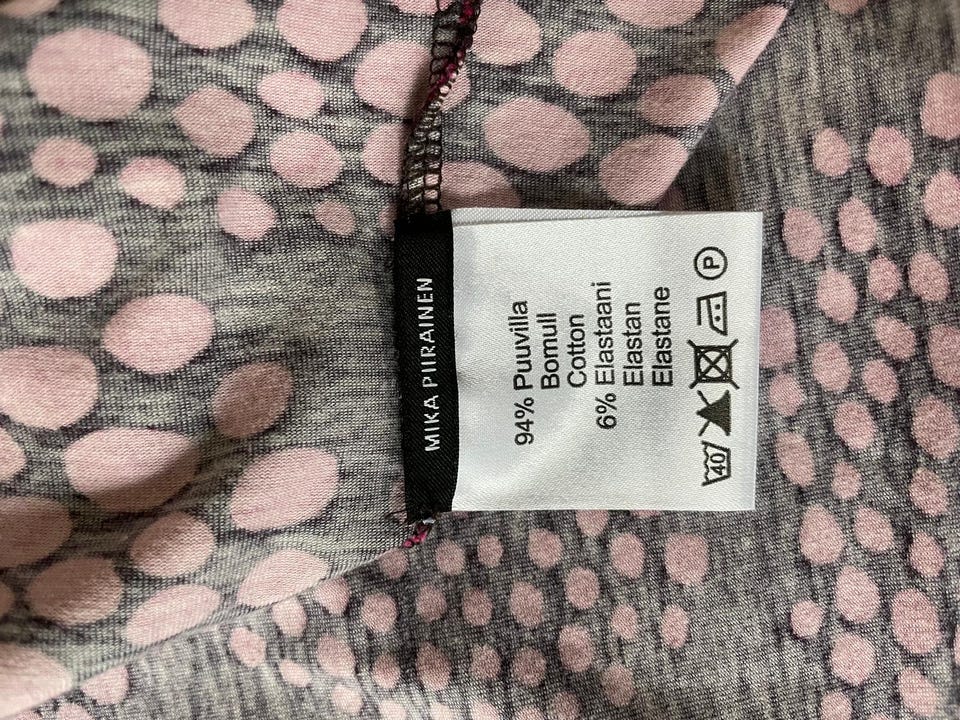 MIKA PIIRAINEN
94% Puuvilla
Bomull
Cotton
6% Elastaani
Elastan
Elastane
40 P